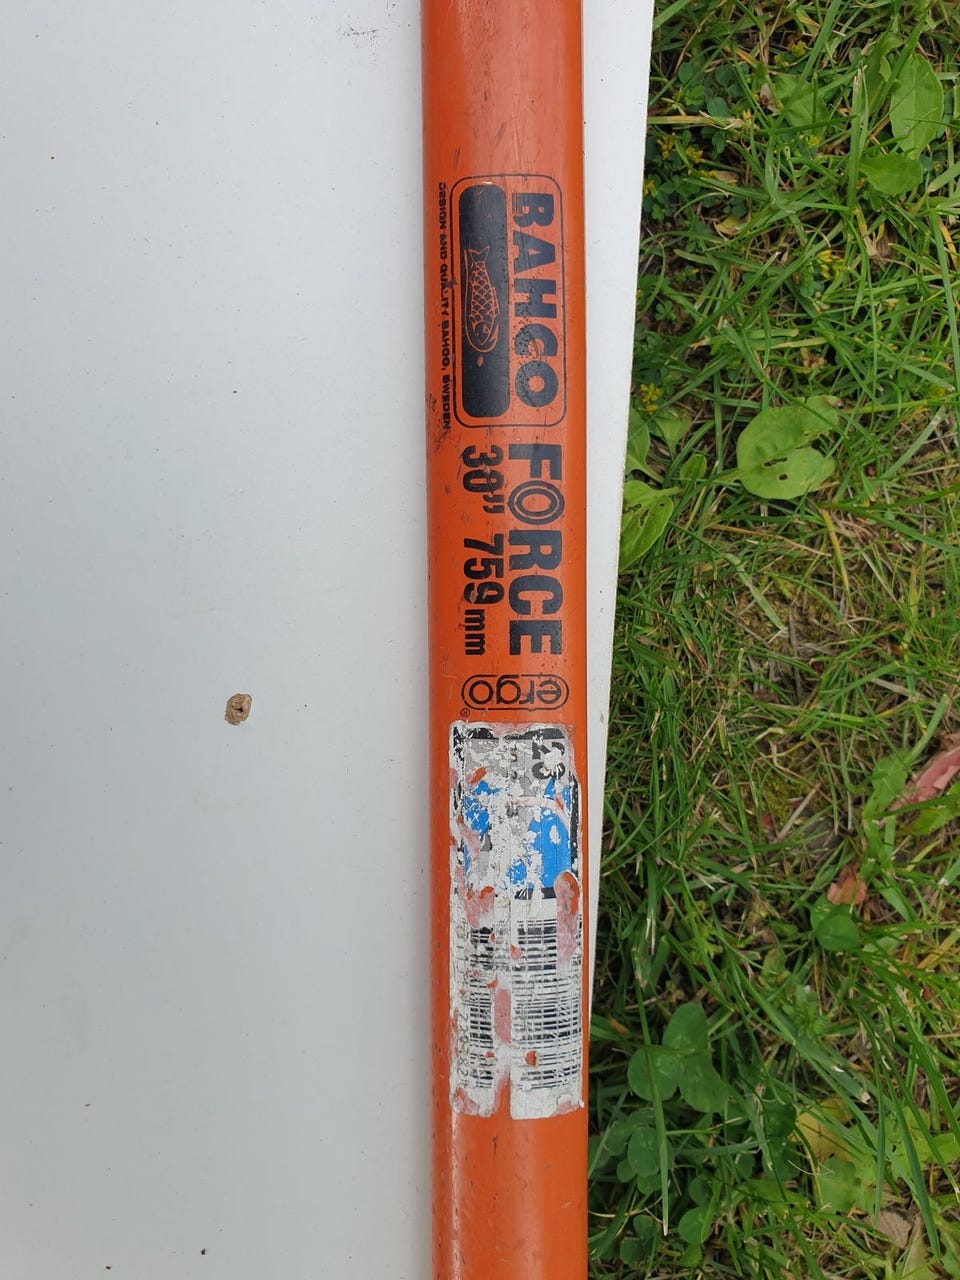 BAHCO
DESIGN AND QUALITY BAHCO, SWEDEN
FORCE
30" 759mm
ergo®